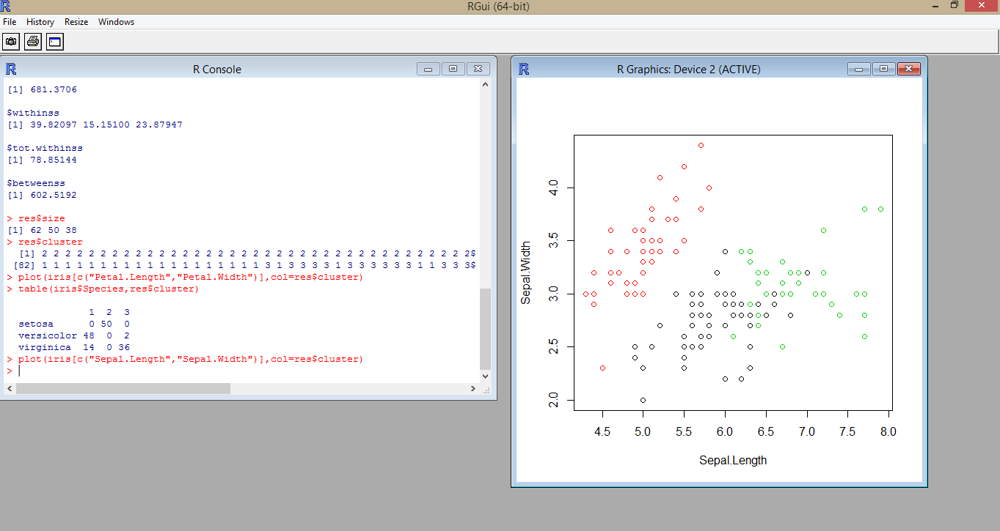 RGui (64-bit)
File History Resize Windows
R Console
[1] 681.3706
$withinss
[1] 39.82097 15.15100 23.87947
$tot.withinss
[1] 78.85144
$betweenss
[1] 602.5192
> res$size
[1] 62 50 38
> res$cluster
[1] 2 2 2 2 2 2 2 2 2 2 2 2 2 2 2 2 2 2 2 2 2 2 2 2 2 2 2 2 2 2 2 2 2 2 2 2 2$
[82] 1 1 1 1 1 1 1 1 1 1 1 1 1 1 1 1 1 1 1 3 1 3 3 3 3 1 3 3 3 3 3 3 1 1 3 3 3$
> plot(iris[c("Petal.Length","Petal.Width")],col=res$cluster)
> table(iris$Species,res$cluster)
1 2 3
setosa 0 50 0
versicolor 48 0 2
virginica 14 0 36
> plot(iris[c("Sepal.Length","Sepal.Width")],col=res$cluster)
>
R Graphics: Device 2 (ACTIVE)
Sepal.Width
4.0
3.5
3.0
2.5
2.0
4.5 5.0 5.5 6.0 6.5 7.0 7.5 8.0
Sepal.Length